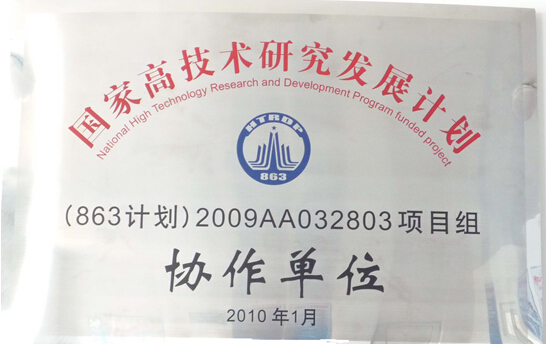 国家高技术研究发展计划
National High Technology Research and Development Program funded project
HTRDP
863
(863计划)2009AA032803项目组
协作单位
2010年1月